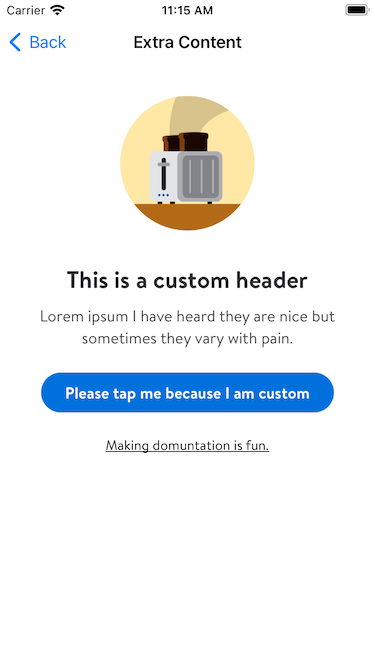 Carrier 11:15 AM
Back Extra Content
This is a custom header
Lorem ipsum I have heard they are nice but
sometimes they vary with pain.
Please tap me because I am custom
Making domuntation is fun.